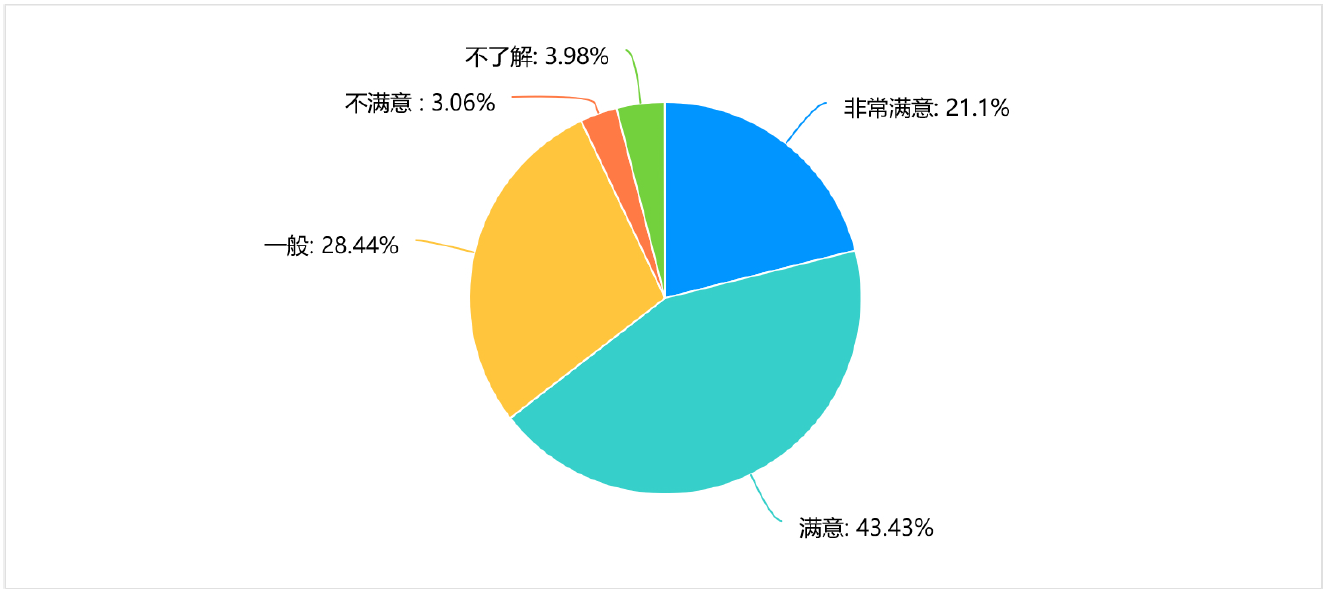 不了解: 3.98%
不满意 : 3.06%
非常满意: 21.1%
一般: 28.44%
满意: 43.43%